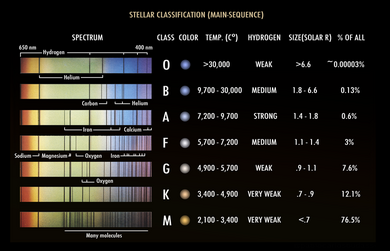 STELLAR CLASSIFICATION (MAIN-SEQUENCE)
650 nm SPECTRUM 400 nm CLASS COLOR TEMP. (C°) HYDROGEN SIZE(SOLAR R) % OF ALL
Hydrogen
O >30,000 WEAK >6.6 ~0.00003%
Helium
B 9,700 - 30,000 MEDIUM 1.8 - 6.6 0.13%
Carbon Helium
A 7,200 - 9,700 STRONG 1.4 - 1.8 0.6%
Iron Calcium
F 5,700 - 7,200 MEDIUM 1.1 - 1.4 3%
Sodium Magnesium Oxygen Iron
G 4,900 - 5,700 WEAK .9 - 1.1 7.6%
Oxygen
K 3,400 - 4,900 VERY WEAK .7 - .9 12.1%
M 2,100 - 3,400 VERY WEAK <.7 76.5%
Many molecules